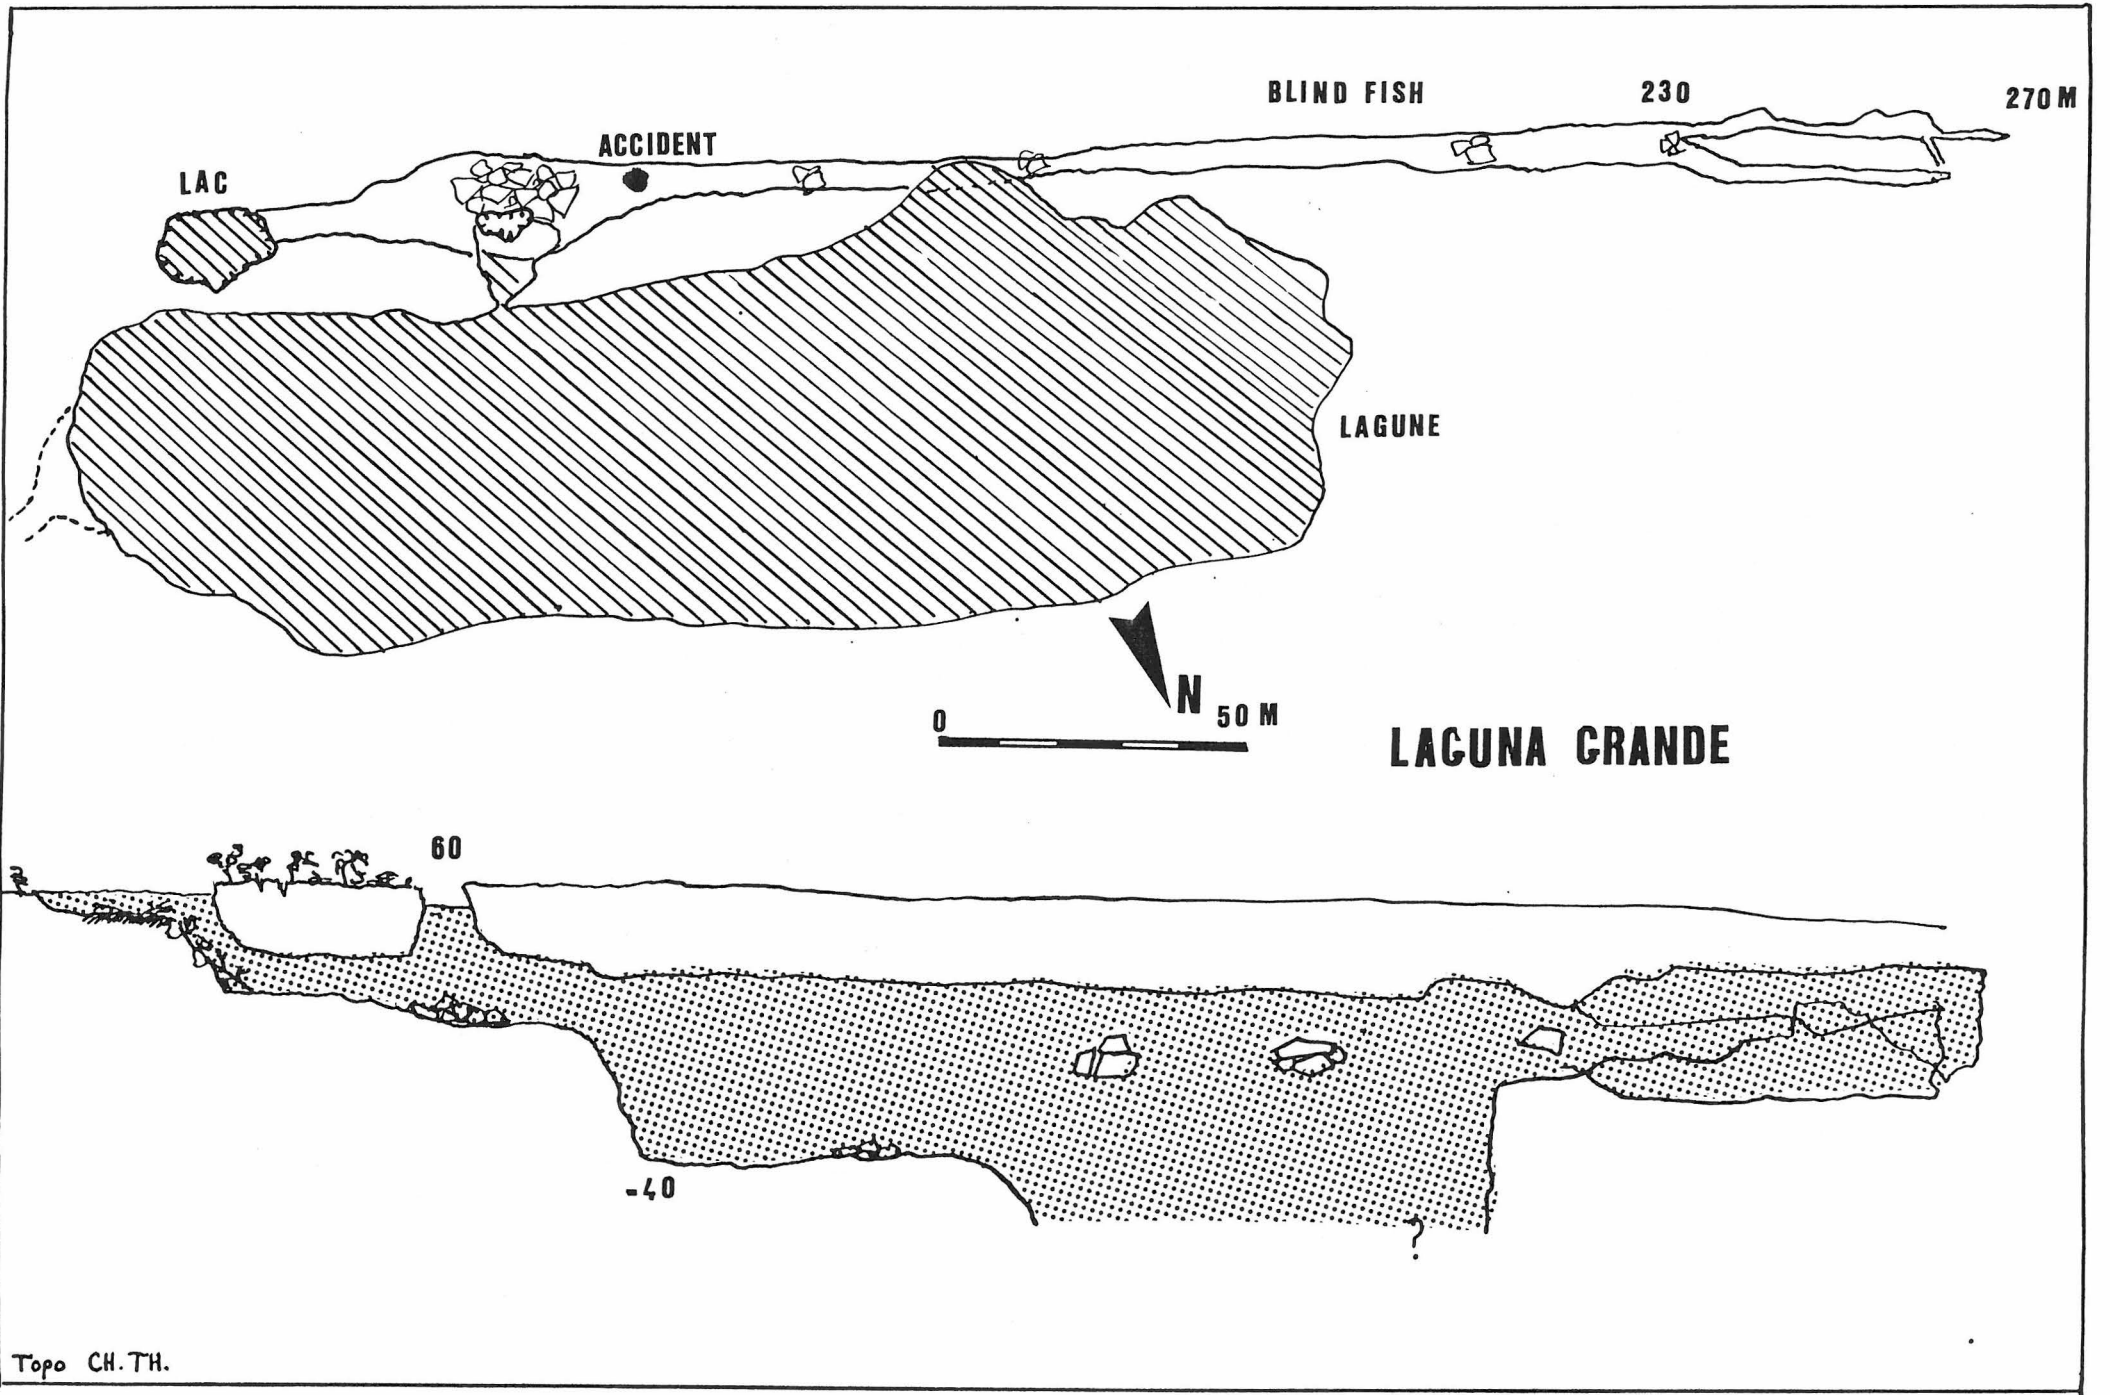 BLIND FISH
230
270 M
ACCIDENT
LAC
LAGUNE
N
0
50 M
LAGUNA GRANDE
60
-40
?
Topo CH.TH.